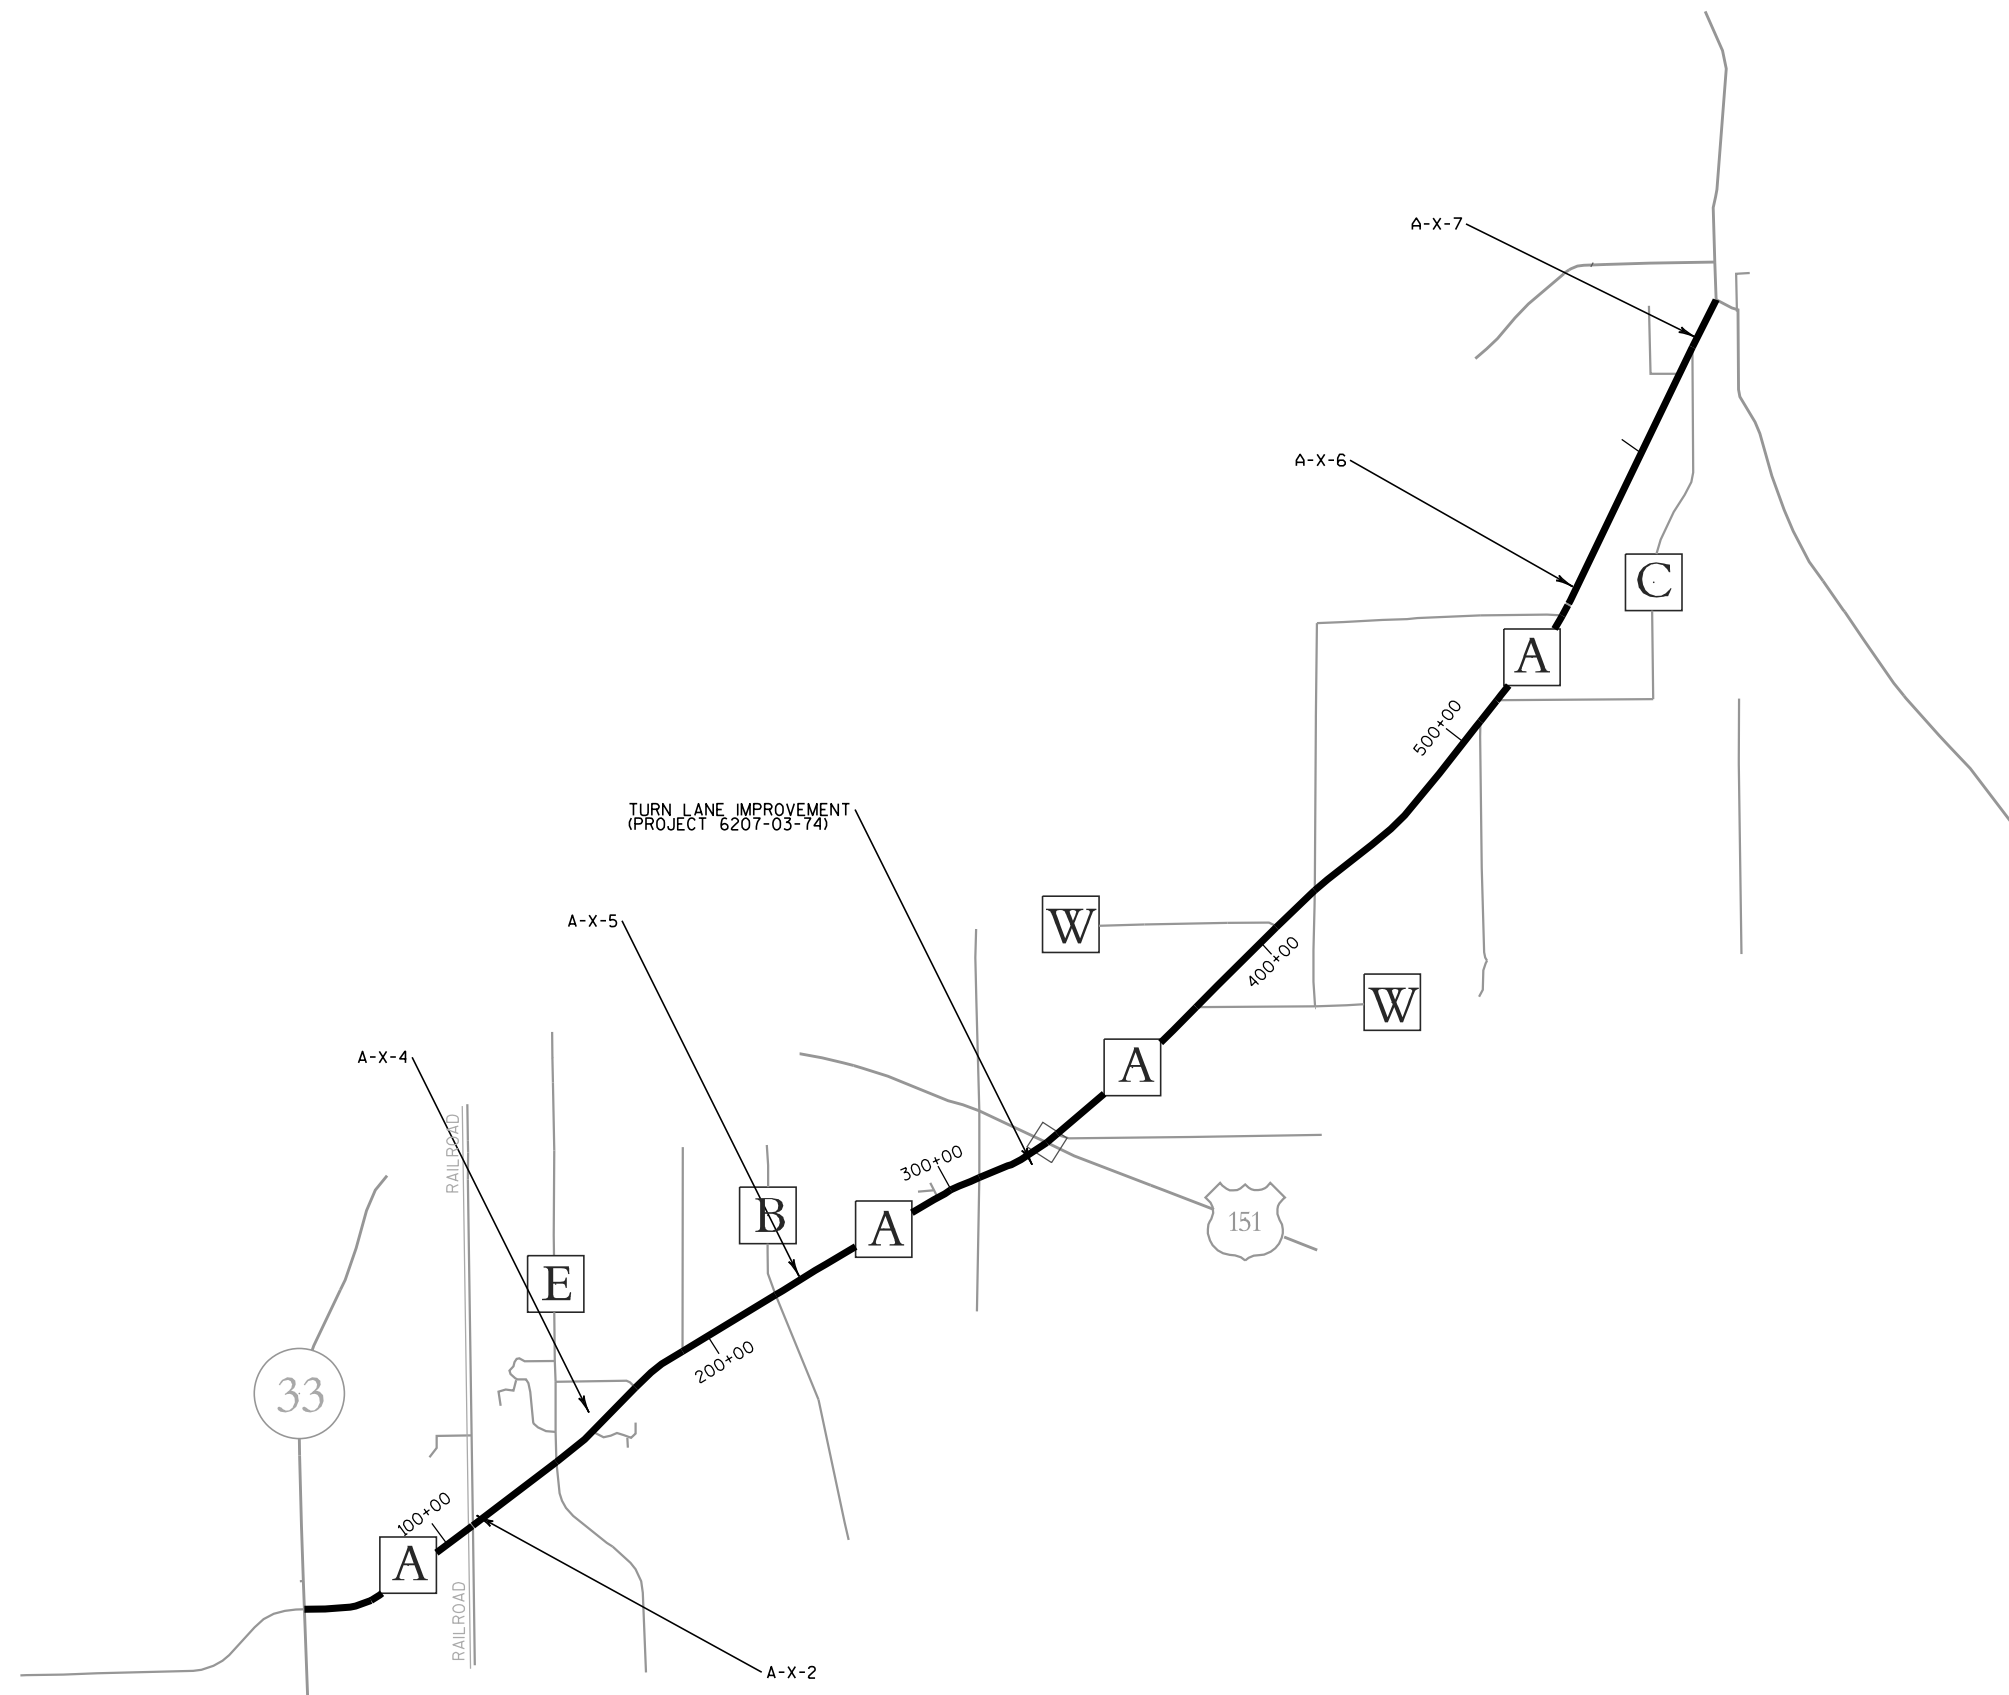 A-X-7
A-X-6
C
A
500+00
TURN LANE IMPROVEMENT
(PROJECT 6207-03-74)
A-X-5
W
400+00
W
A-X-4
A
RAILROAD
300+00
B
A
151
E
200+00
33
100+00
A
RAILROAD
A-X-2